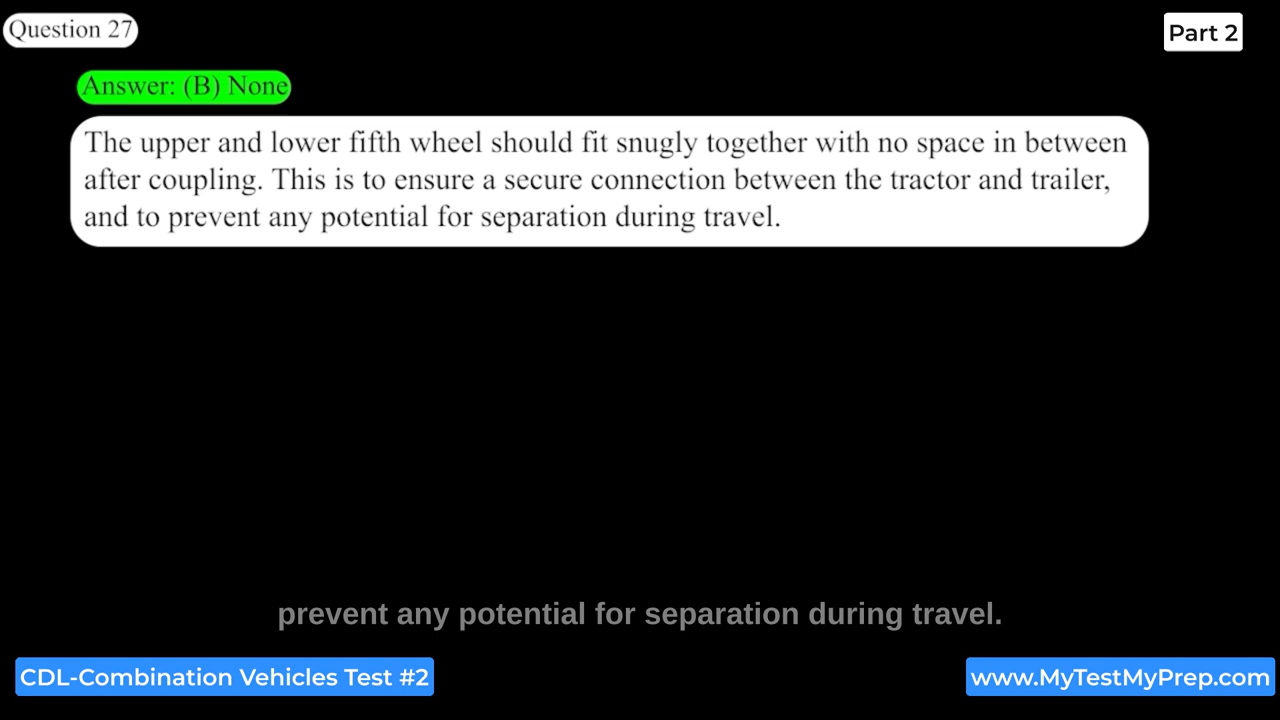 Question 27
Part 2
Answer: (B) None
The upper and lower fifth wheel should fit snugly together with no space in between
after coupling. This is to ensure a secure connection between the tractor and trailer,
and to prevent any potential for separation during travel.
prevent any potential for separation during travel.
CDL-Combination Vehicles Test #2
www.MyTestMyPrep.com